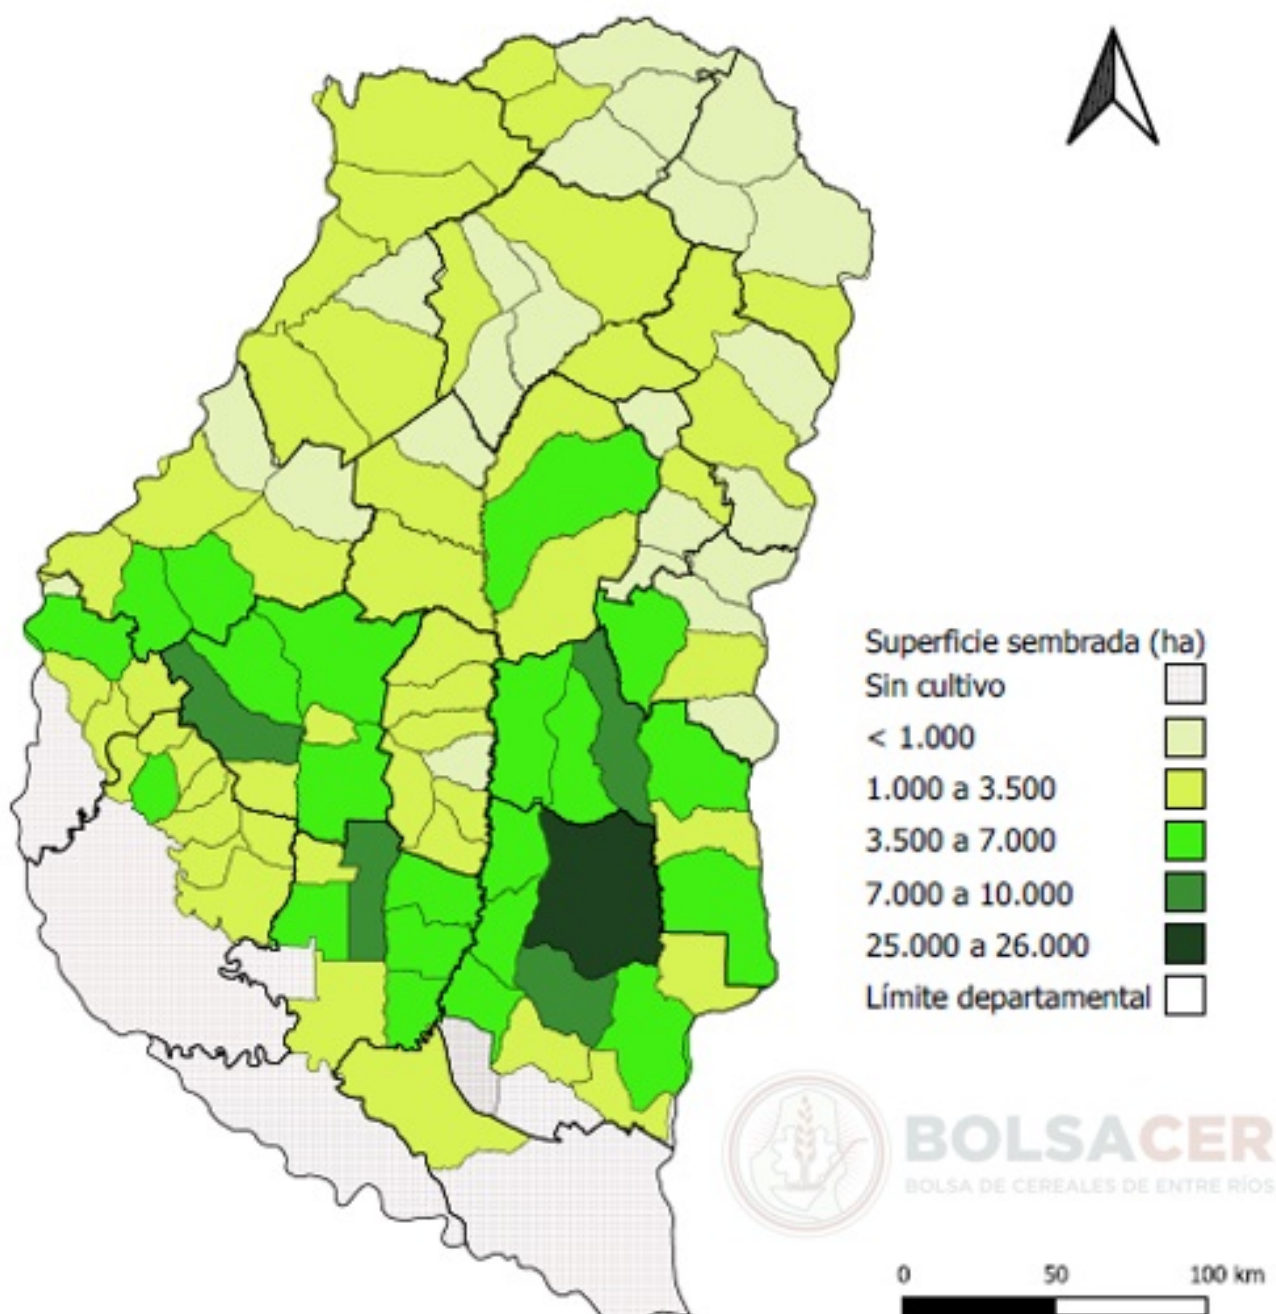 Superficie sembrada (ha)
Sin cultivo
< 1.000
1.000 a 3.500
3.500 a 7.000
7.000 a 10.000
25.000 a 26.000
Límite departamental
BOLSACER
BOLSA DE CEREALES DE ENTRE RÍOS
0 50 100 km